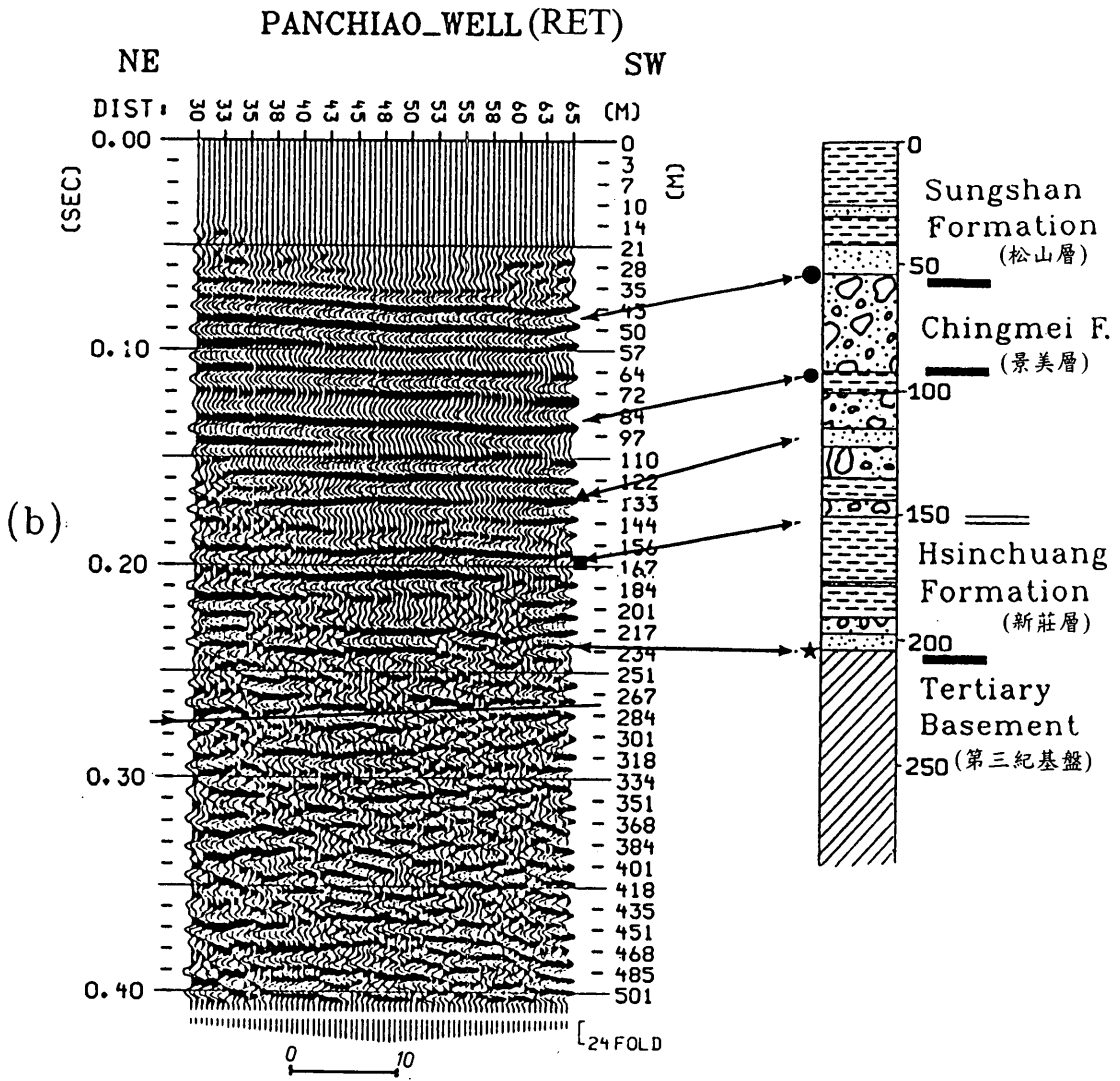 PANCHIAO_WELL (RET)
NE
SW
DIST:
30 33 35 38 40 43 45 48 50 53 55 58 60 63 65
(M)
(SEC)
0.00
0.10
0.20
0.30
0.40
(M)
0
3
7
10
14
21
28
35
43
50
57
64
72
84
97
110
122
133
144
156
167
184
201
217
234
251
267
284
301
318
334
351
368
384
401
418
435
451
468
485
501
(b)
24 FOLD
0 10
0
50
100
150
200
250
Sungshan
Formation
(松山層)
Chingmei F.
(景美層)
Hsinchuang
Formation
(新莊層)
Tertiary
Basement
(第三紀基盤)